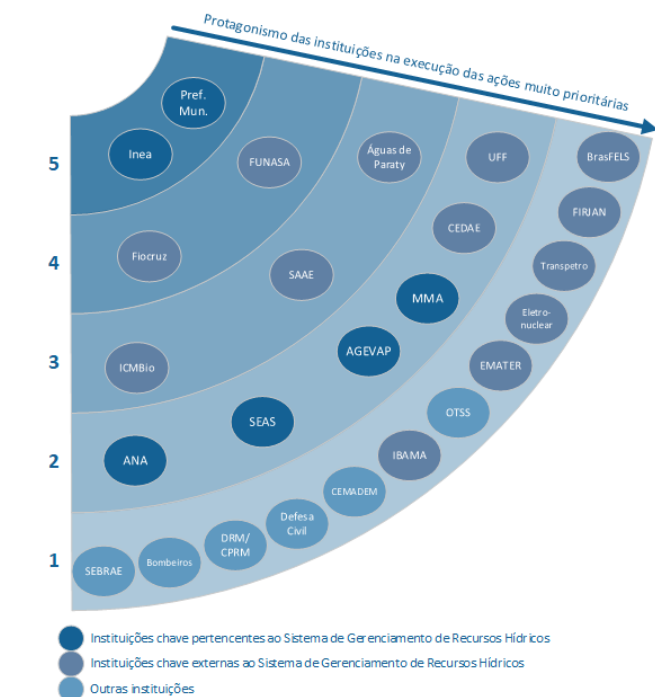 Protagonismo das instituições na execução das ações muito prioritárias
5
Pref.
Mun.
Inea
4
FUNASA
Fiocruz
3
Águas de
Paraty
SAAE
ICMBio
2
UFF
CEDAE
MMA
AGEVAP
SEAS
ANA
1
BrasFELS
FIRJAN
Transpetro
Eletro-
nuclear
EMATER
OTSS
IBAMA
CEMADEM
Defesa
Civil
DRM/
CPRM
Bombeiros
SEBRAE
Instituições chave pertencentes ao Sistema de Gerenciamento de Recursos Hídricos
Instituições chave externas ao Sistema de Gerenciamento de Recursos Hídricos
Outras instituições